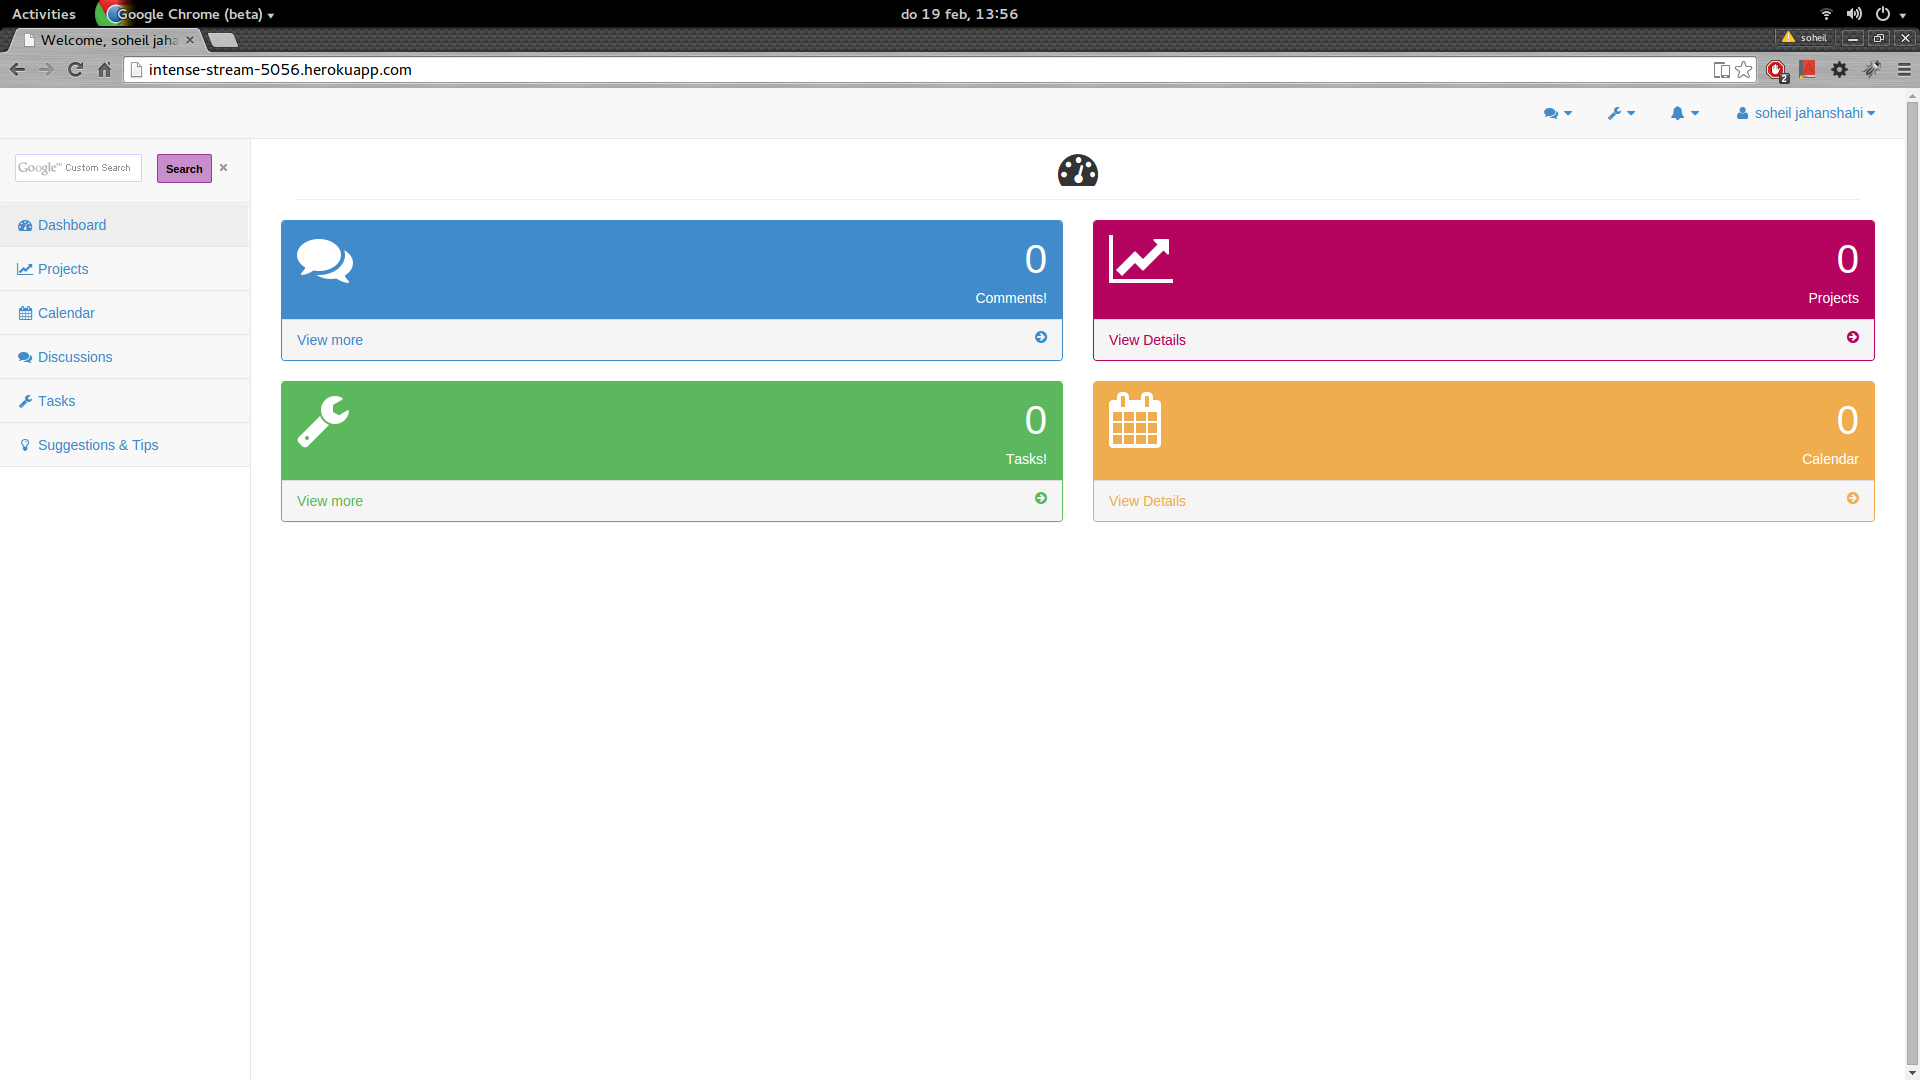 Activities Google Chrome (beta) do 19 feb, 13:56
Welcome, soheil jaha soheil
intense-stream-5056.herokuapp.com 2
soheil jahanshahi
Google™ Custom Search Search ×
Dashboard
Projects
Calendar
Discussions
Tasks
Suggestions & Tips
0
Comments!
View more
0
Projects
View Details
0
Tasks!
View more
0
Calendar
View Details